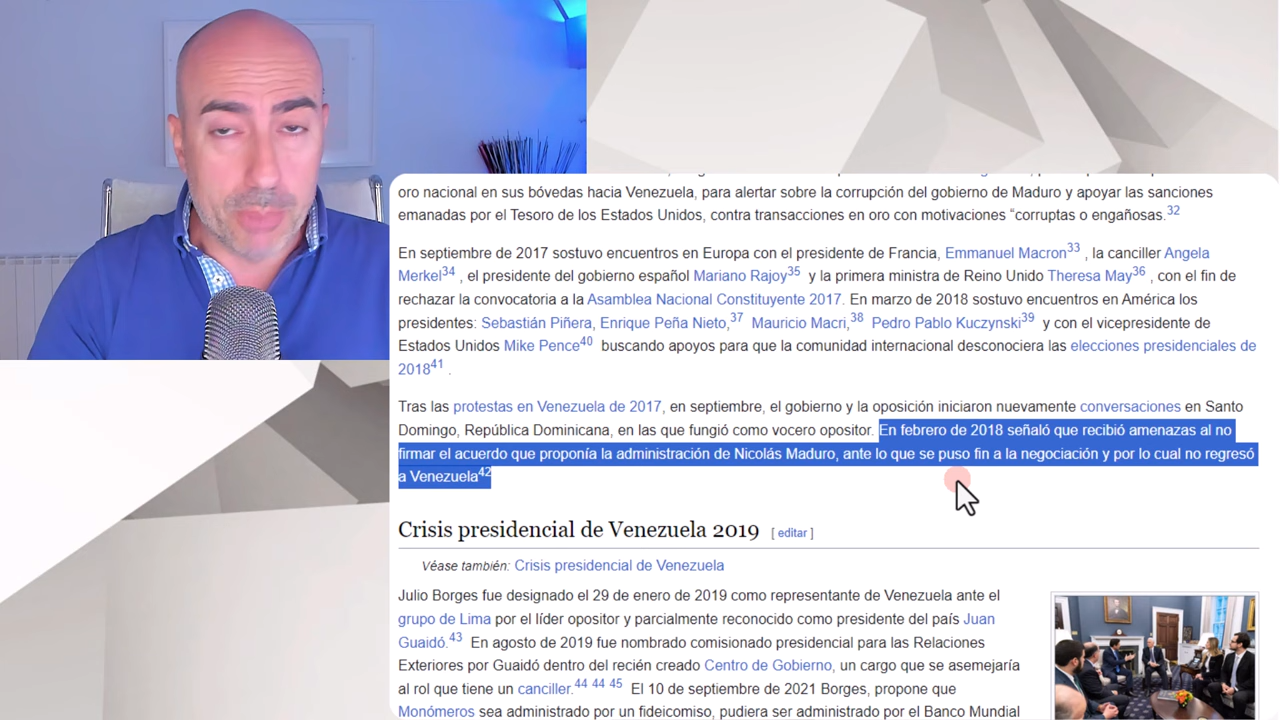 oro nacional en sus bóvedas hacia Venezuela, para alertar sobre la corrupción del gobierno de Maduro y apoyar las sanciones
emanadas por el Tesoro de los Estados Unidos, contra transacciones en oro con motivaciones “corruptas o engañosas.32
En septiembre de 2017 sostuvo encuentros en Europa con el presidente de Francia, Emmanuel Macron33 , la canciller Angela
Merkel34 , el presidente del gobierno español Mariano Rajoy35 y la primera ministra de Reino Unido Theresa May36 , con el fin de
rechazar la convocatoria a la Asamblea Nacional Constituyente 2017. En marzo de 2018 sostuvo encuentros en América los
presidentes: Sebastián Piñera, Enrique Peña Nieto,37 Mauricio Macri,38 Pedro Pablo Kuczynski39 y con el vicepresidente de
Estados Unidos Mike Pence40 buscando apoyos para que la comunidad internacional desconociera las elecciones presidenciales de
201841 .
Tras las protestas en Venezuela de 2017, en septiembre, el gobierno y la oposición iniciaron nuevamente conversaciones en Santo
Domingo, República Dominicana, en las que fungió como vocero opositor. En febrero de 2018 señaló que recibió amenazas al no
firmar el acuerdo que proponía la administración de Nicolás Maduro, ante lo que se puso fin a la negociación y por lo cual no regresó
a Venezuela42
Crisis presidencial de Venezuela 2019 [ editar ]
Véase también: Crisis presidencial de Venezuela
Julio Borges fue designado el 29 de enero de 2019 como representante de Venezuela ante el
grupo de Lima por el líder opositor y parcialmente reconocido como presidente del país Juan
Guaidó.43 En agosto de 2019 fue nombrado comisionado presidencial para las Relaciones
Exteriores por Guaidó dentro del recién creado Centro de Gobierno, un cargo que se asemejaría
al rol que tiene un canciller.44 44 45 El 10 de septiembre de 2021 Borges, propone que
Monómeros sea administrado por un fideicomiso, pudiera ser administrado por el Banco Mundial